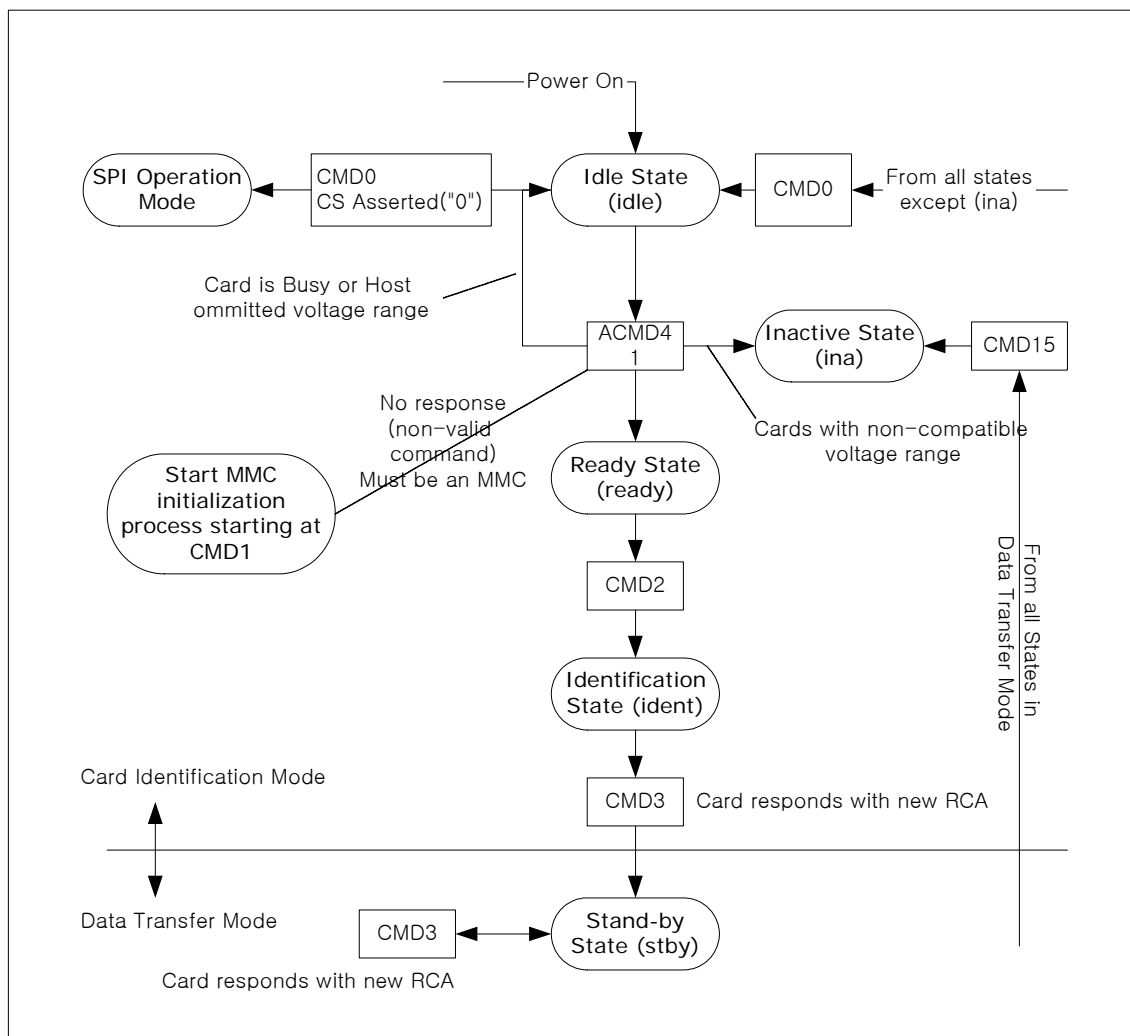 Power On
SPI Operation
Mode
CMD0
CS Asserted("0")
Idle State
(idle)
CMD0
From all states
except (ina)
Card is Busy or Host
ommitted voltage range
ACMD4
1
Inactive State
(ina)
CMD15
No response
(non-valid
command)
Must be an MMC
Cards with non-compatible
voltage range
Start MMC
initialization
process starting at
CMD1
Ready State
(ready)
CMD2
From all States in
Data Transfer Mode
Identification
State (ident)
Card Identification Mode
CMD3
Card responds with new RCA
Data Transfer Mode
CMD3
Stand-by
State (stby)
Card responds with new RCA